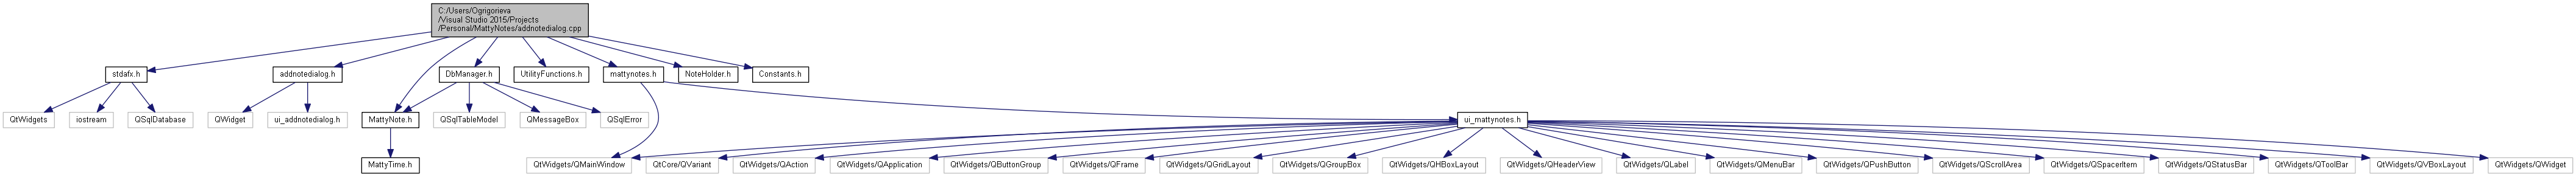 C:/Users/Ogrigorieva
/Visual Studio 2015/Projects
/Personal/MattyNotes/addnotedialog.cpp
stdafx.h
addnotedialog.h
DbManager.h
UtilityFunctions.h
mattynotes.h
NoteHolder.h
Constants.h
QtWidgets
iostream
QSqlDatabase
QWidget
ui_addnotedialog.h
MattyNote.h
QSqlTableModel
QMessageBox
QSqlError
ui_mattynotes.h
MattyTime.h
QtWidgets/QMainWindow
QtCore/QVariant
QtWidgets/QAction
QtWidgets/QApplication
QtWidgets/QButtonGroup
QtWidgets/QFrame
QtWidgets/QGridLayout
QtWidgets/QGroupBox
QtWidgets/QHBoxLayout
QtWidgets/QHeaderView
QtWidgets/QLabel
QtWidgets/QMenuBar
QtWidgets/QPushButton
QtWidgets/QScrollArea
QtWidgets/QSpacerItem
QtWidgets/QStatusBar
QtWidgets/QToolBar
QtWidgets/QVBoxLayout
QtWidgets/QWidget